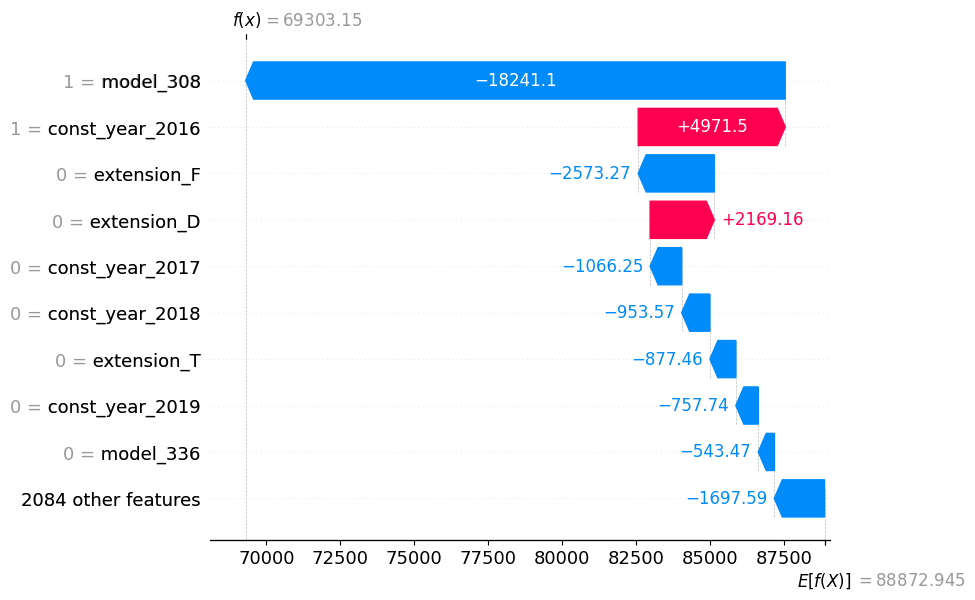 f(x) = 69303.15
1 = model_308 −18241.1
1 = const_year_2016 +4971.5
0 = extension_F −2573.27
0 = extension_D +2169.16
0 = const_year_2017 −1066.25
0 = const_year_2018 −953.57
0 = extension_T −877.46
0 = const_year_2019 −757.74
0 = model_336 −543.47
2084 other features −1697.59
70000 72500 75000 77500 80000 82500 85000 87500
E[f(X)] = 88872.945